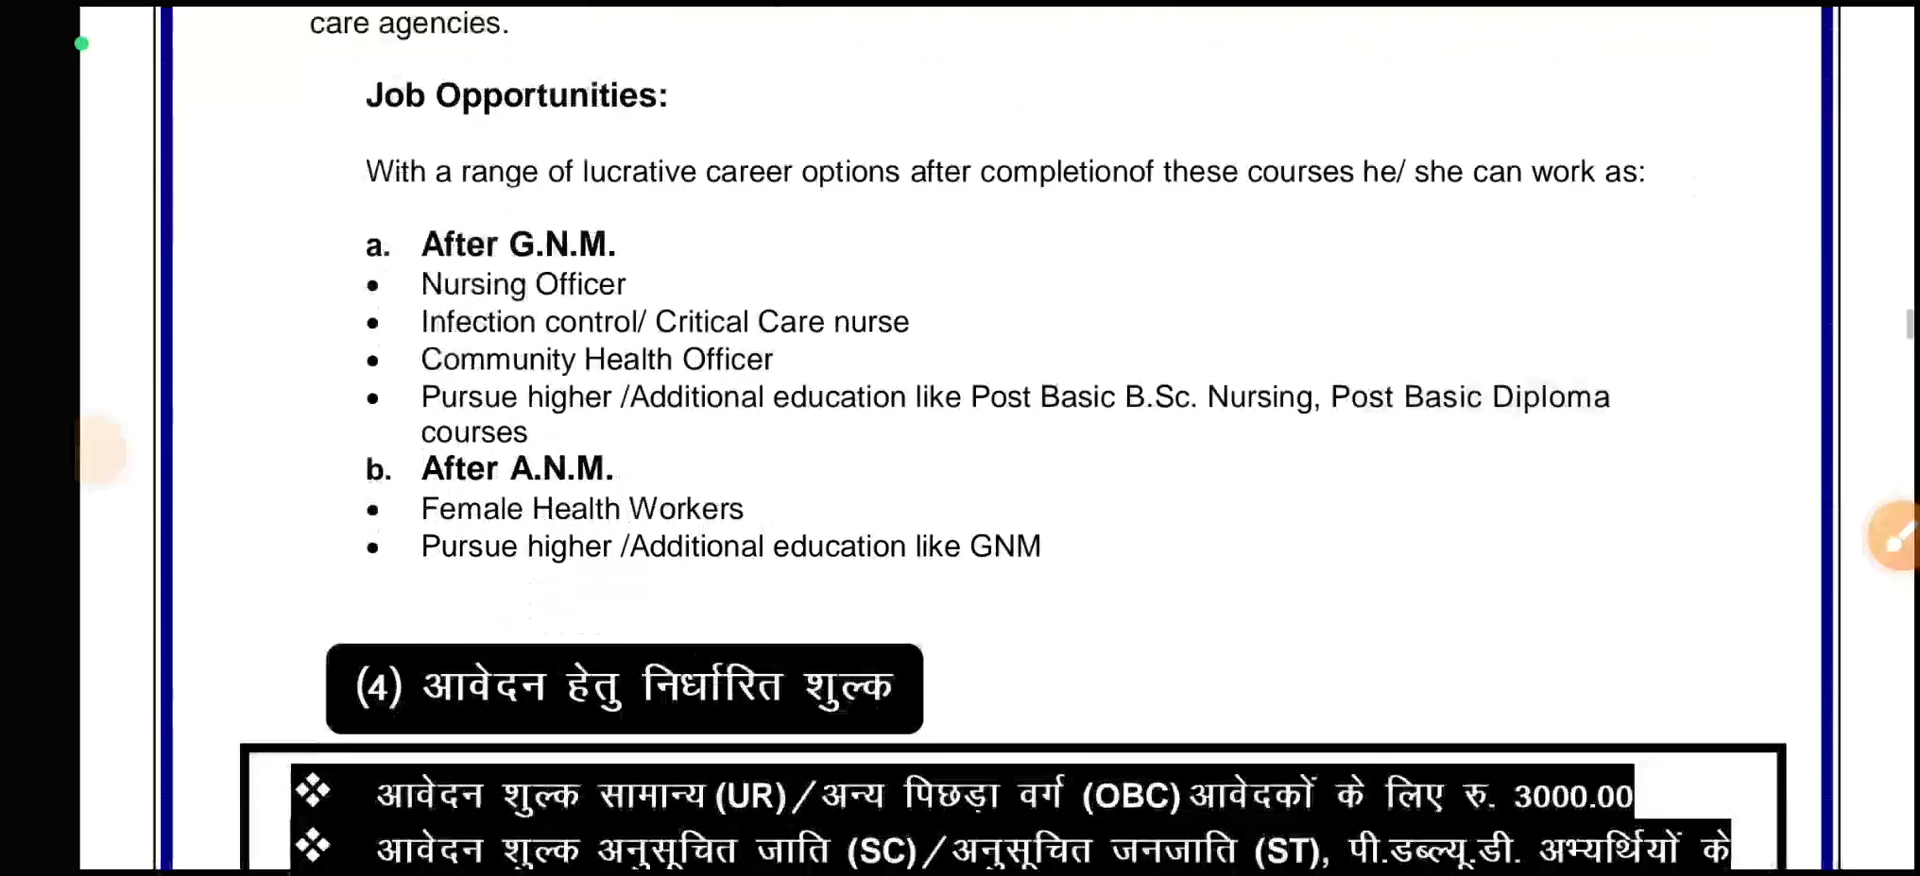 care agencies.
Job Opportunities:
With a range of lucrative career options after completionof these courses he/ she can work as:
a. After G.N.M.
• Nursing Officer
• Infection control/ Critical Care nurse
• Community Health Officer
• Pursue higher /Additional education like Post Basic B.Sc. Nursing, Post Basic Diploma
courses
b. After A.N.M.
• Female Health Workers
• Pursue higher /Additional education like GNM
(4) आवेदन हेतु निर्धारित शुल्क
❖ आवेदन शुल्क सामान्य (UR)/अन्य पिछड़ा वर्ग (OBC) आवेदकों के लिए रु. 3000.00
❖ आवेदन शुल्क अनुसूचित जाति (SC)/अनुसूचित जनजाति (ST), पी.डब्ल्यू.डी. अभ्यर्थियों के